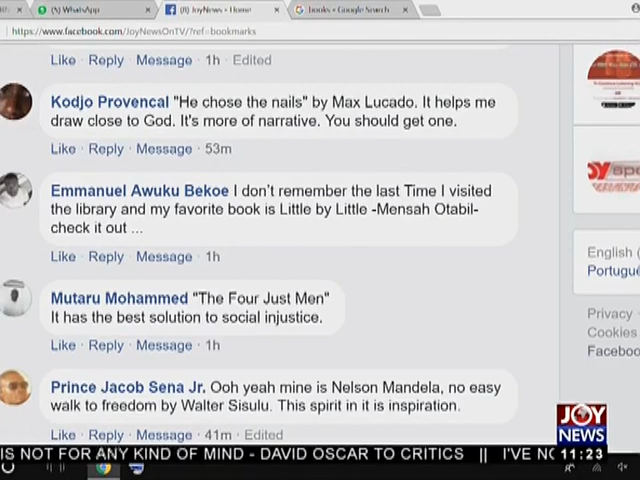 (5) WhatsApp
(8) JoyNews - Home
books - Google Search
https://www.facebook.com/JoyNewsOnTV/?ref=bookmarks
Like · Reply · Message · 1h · Edited
Kodjo Provencal "He chose the nails" by Max Lucado. It helps me
draw close to God. It's more of narrative. You should get one.
Like · Reply · Message · 53m
Emmanuel Awuku Bekoe I don't remember the last Time I visited
the library and my favorite book is Little by Little -Mensah Otabil-
check it out ...
Like · Reply · Message · 1h
Mutaru Mohammed "The Four Just Men"
It has the best solution to social injustice.
Like · Reply · Message · 1h
Prince Jacob Sena Jr. Ooh yeah mine is Nelson Mandela, no easy
walk to freedom by Walter Sisulu. This spirit in it is inspiration.
Like · Reply · Message · 41m · Edited
English (
Portugu
Privacy ·
Cookies
Faceboo
JOY
NEWS
11:23
IS NOT FOR ANY KIND OF MIND - DAVID OSCAR TO CRITICS || I'VE NO